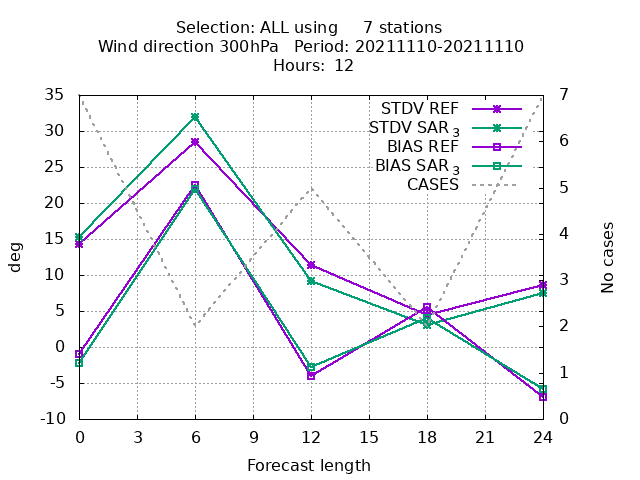 Selection: ALL using     7 stations
Wind direction 300hPa   Period: 20211110-20211110
Hours: 12
STDV REF
STDV SAR 3
BIAS REF
BIAS SAR 3
CASES
35
30
25
20
15
10
5
0
-5
-10
deg
7
6
5
4
3
2
1
0
No cases
0 3 6 9 12 15 18 21 24
Forecast length